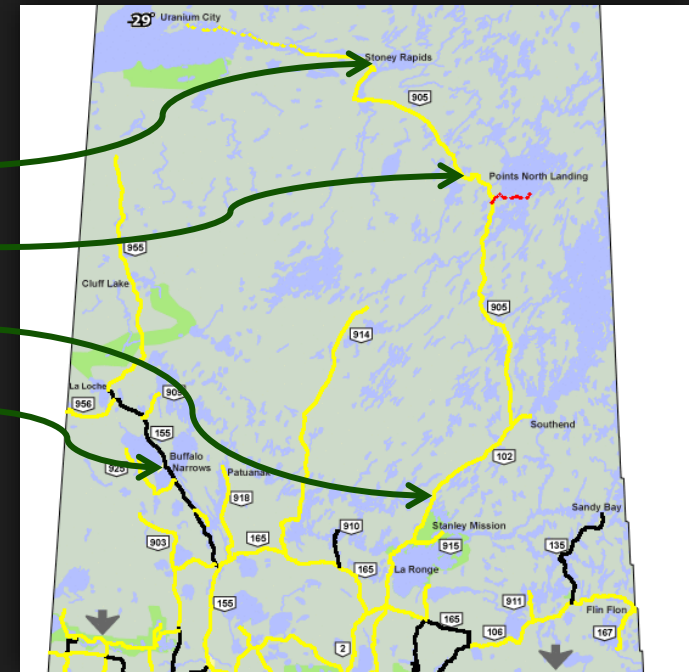 -29°
Uranium City
Stoney Rapids
905
Points North Landing
955
Cluff Lake
905
914
La Loche
956
909
155
Southend
102
Buffalo
Narrows
925
Patuanak
918
Sandy Bay
910
Stanley Mission
903
165
915
135
165
La Ronge
155
911
Flin Flon
165
106
167
2